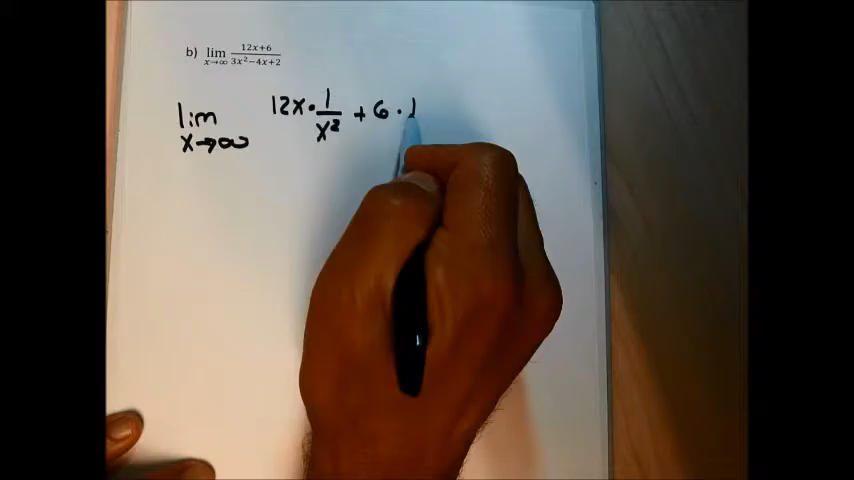 b) lim x→∞ 12x+6 / 3x²−4x+2
lim x→∞ 12x · 1/x² + 6 · 1